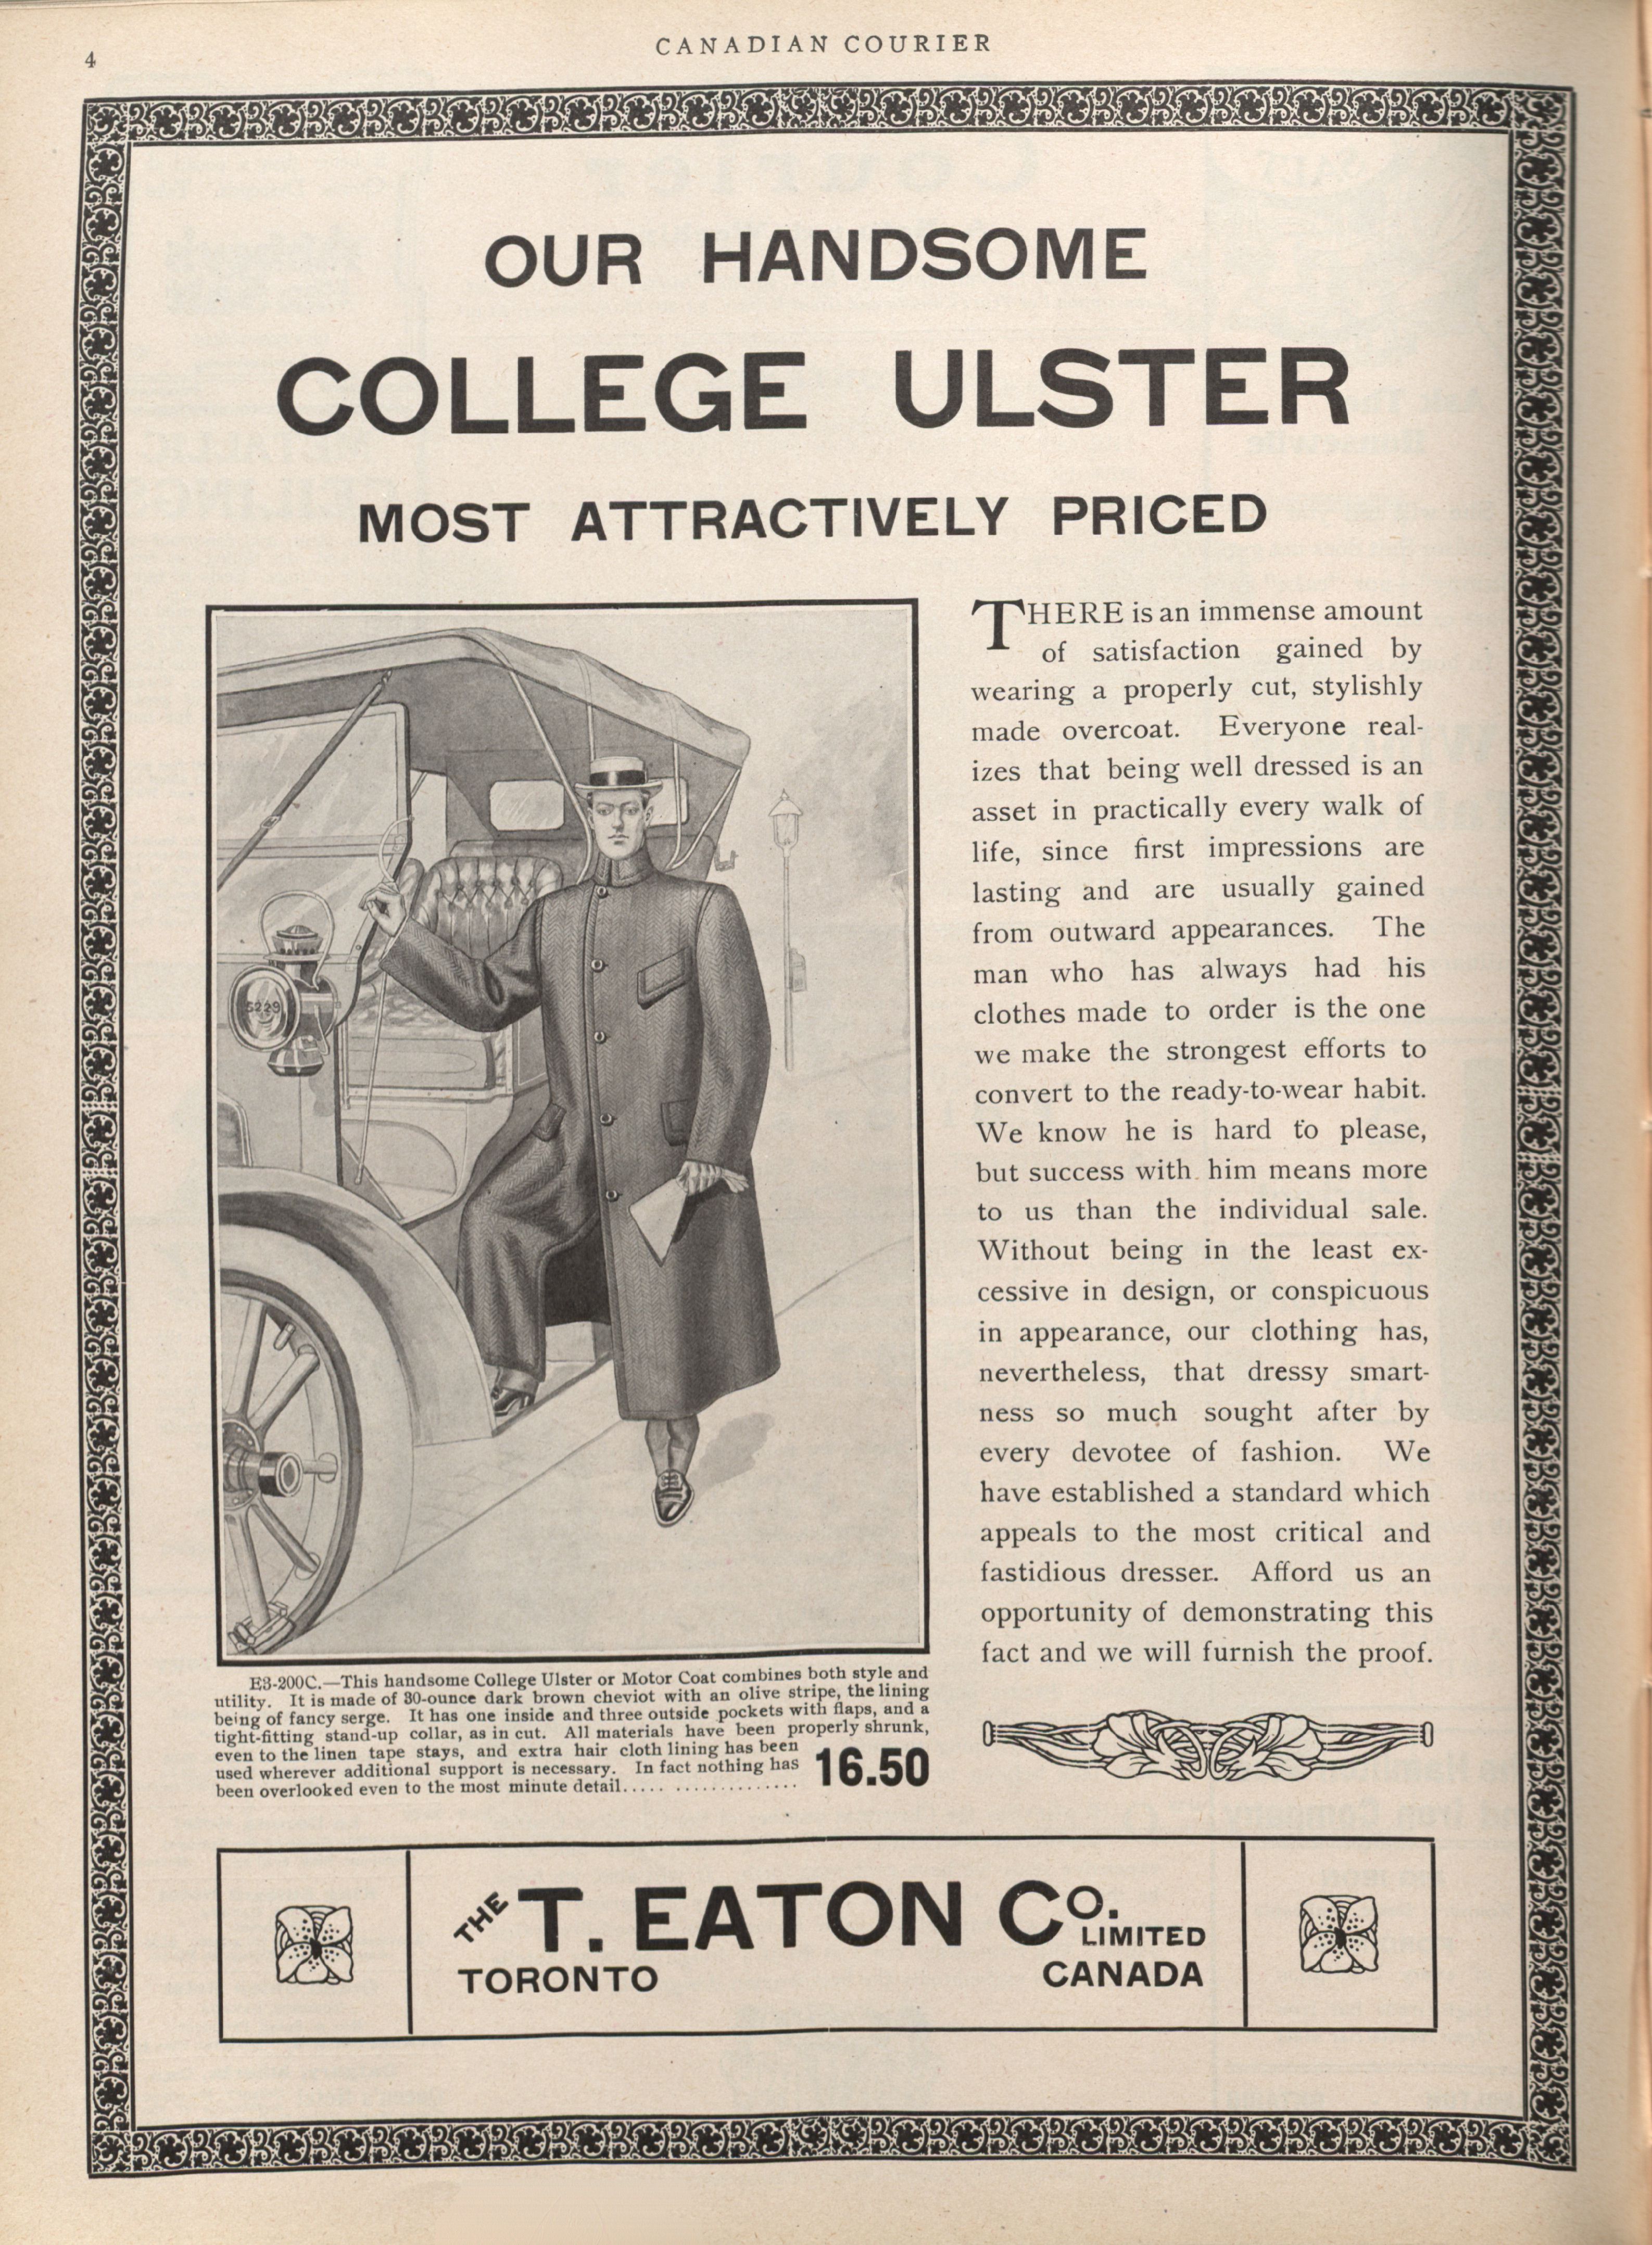 4
CANADIAN COURIER
OUR HANDSOME
COLLEGE ULSTER
MOST ATTRACTIVELY PRICED
THERE is an immense amount
of satisfaction gained by
wearing a properly cut, stylishly
made overcoat. Everyone real-
izes that being well dressed is an
asset in practically every walk of
life, since first impressions are
lasting and are usually gained
from outward appearances. The
man who has always had his
clothes made to order is the one
we make the strongest efforts to
convert to the ready-to-wear habit.
We know he is hard to please,
but success with him means more
to us than the individual sale.
Without being in the least ex-
cessive in design, or conspicuous
in appearance, our clothing has,
nevertheless, that dressy smart-
ness so much sought after by
every devotee of fashion. We
have established a standard which
appeals to the most critical and
fastidious dresser. Afford us an
opportunity of demonstrating this
fact and we will furnish the proof.
5229
E3-200C.—This handsome College Ulster or Motor Coat combines both style and
utility. It is made of 30-ounce dark brown cheviot with an olive stripe, the lining
being of fancy serge. It has one inside and three outside pockets with flaps, and a
tight-fitting stand-up collar, as in cut. All materials have been properly shrunk,
even to the linen tape stays, and extra hair cloth lining has been
used wherever additional support is necessary. In fact nothing has
been overlooked even to the most minute detail..... ..............
16.50
THE T. EATON Co.
LIMITED
TORONTO CANADA